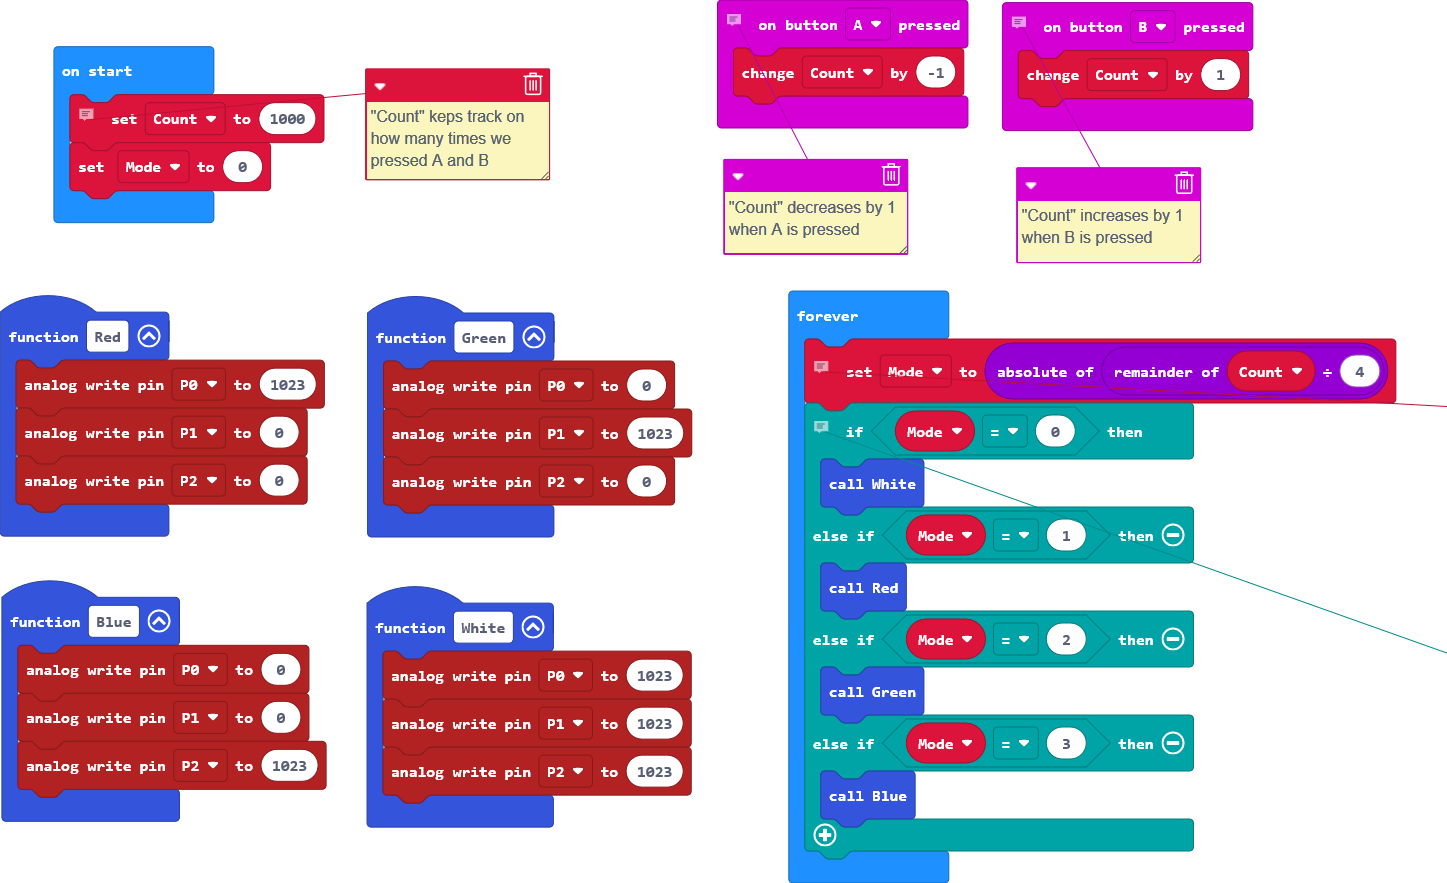 on start
set Count to 1000
set Mode to 0
"Count" keps track on
how many times we
pressed A and B
on button A pressed
change Count by -1
"Count" decreases by 1
when A is pressed
on button B pressed
change Count by 1
"Count" increases by 1
when B is pressed
function Red
analog write pin P0 to 1023
analog write pin P1 to 0
analog write pin P2 to 0
function Green
analog write pin P0 to 0
analog write pin P1 to 1023
analog write pin P2 to 0
function Blue
analog write pin P0 to 0
analog write pin P1 to 0
analog write pin P2 to 1023
function White
analog write pin P0 to 1023
analog write pin P1 to 1023
analog write pin P2 to 1023
forever
set Mode to absolute of remainder of Count ÷ 4
if Mode = 0 then
call White
else if Mode = 1 then
call Red
else if Mode = 2 then
call Green
else if Mode = 3 then
call Blue